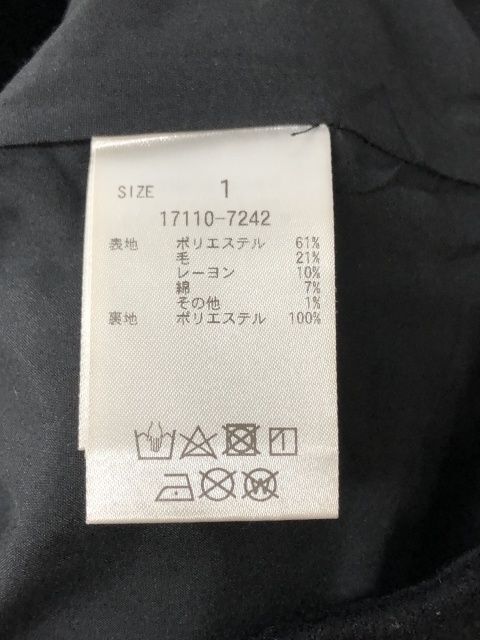 SIZE 1
17110-7242
表地 ポリエステル 61%
毛 21%
レーヨン 10%
綿 7%
その他 1%
裏地 ポリエステル 100%